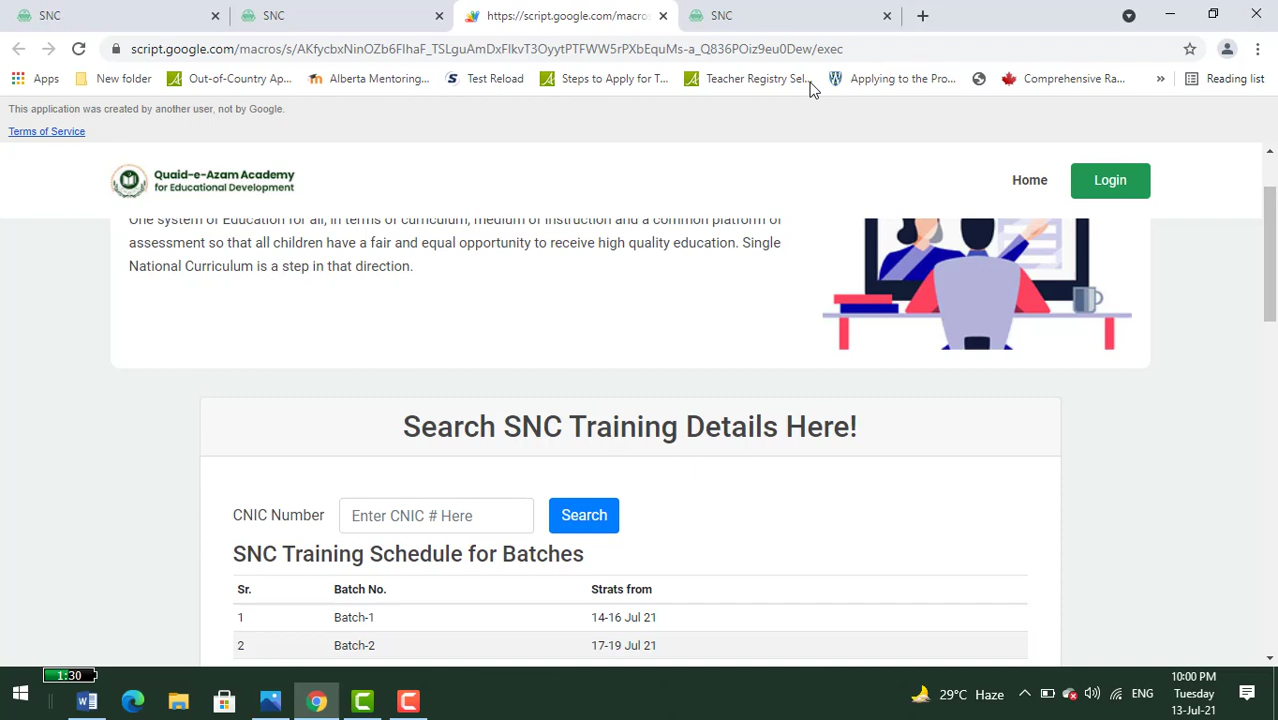 SNC
SNC
https://script.google.com/macros
SNC
script.google.com/macros/s/AKfycbxNinOZb6FIhaF_TSLguAmDxFIkvT3OyytPTFWW5rPXbEquMs-a_Q836POiz9eu0Dew/exec
Apps
New folder
Out-of-Country Ap...
Alberta Mentoring...
Test Reload
Steps to Apply for T...
Teacher Registry Sel...
Applying to the Pro...
Comprehensive Ra...
»
Reading list
This application was created by another user, not by Google.
Terms of Service
Quaid-e-Azam Academy
for Educational Development
Home
Login
One system of Education for all, in terms of curriculum, medium of instruction and a common platform of
assessment so that all children have a fair and equal opportunity to receive high quality education. Single
National Curriculum is a step in that direction.
Search SNC Training Details Here!
CNIC Number
Enter CNIC # Here
Search
SNC Training Schedule for Batches
Sr. Batch No. Strats from
1 Batch-1 14-16 Jul 21
2 Batch-2 17-19 Jul 21
1:30
29°C Haze
ENG
10:00 PM
Tuesday
13-Jul-21